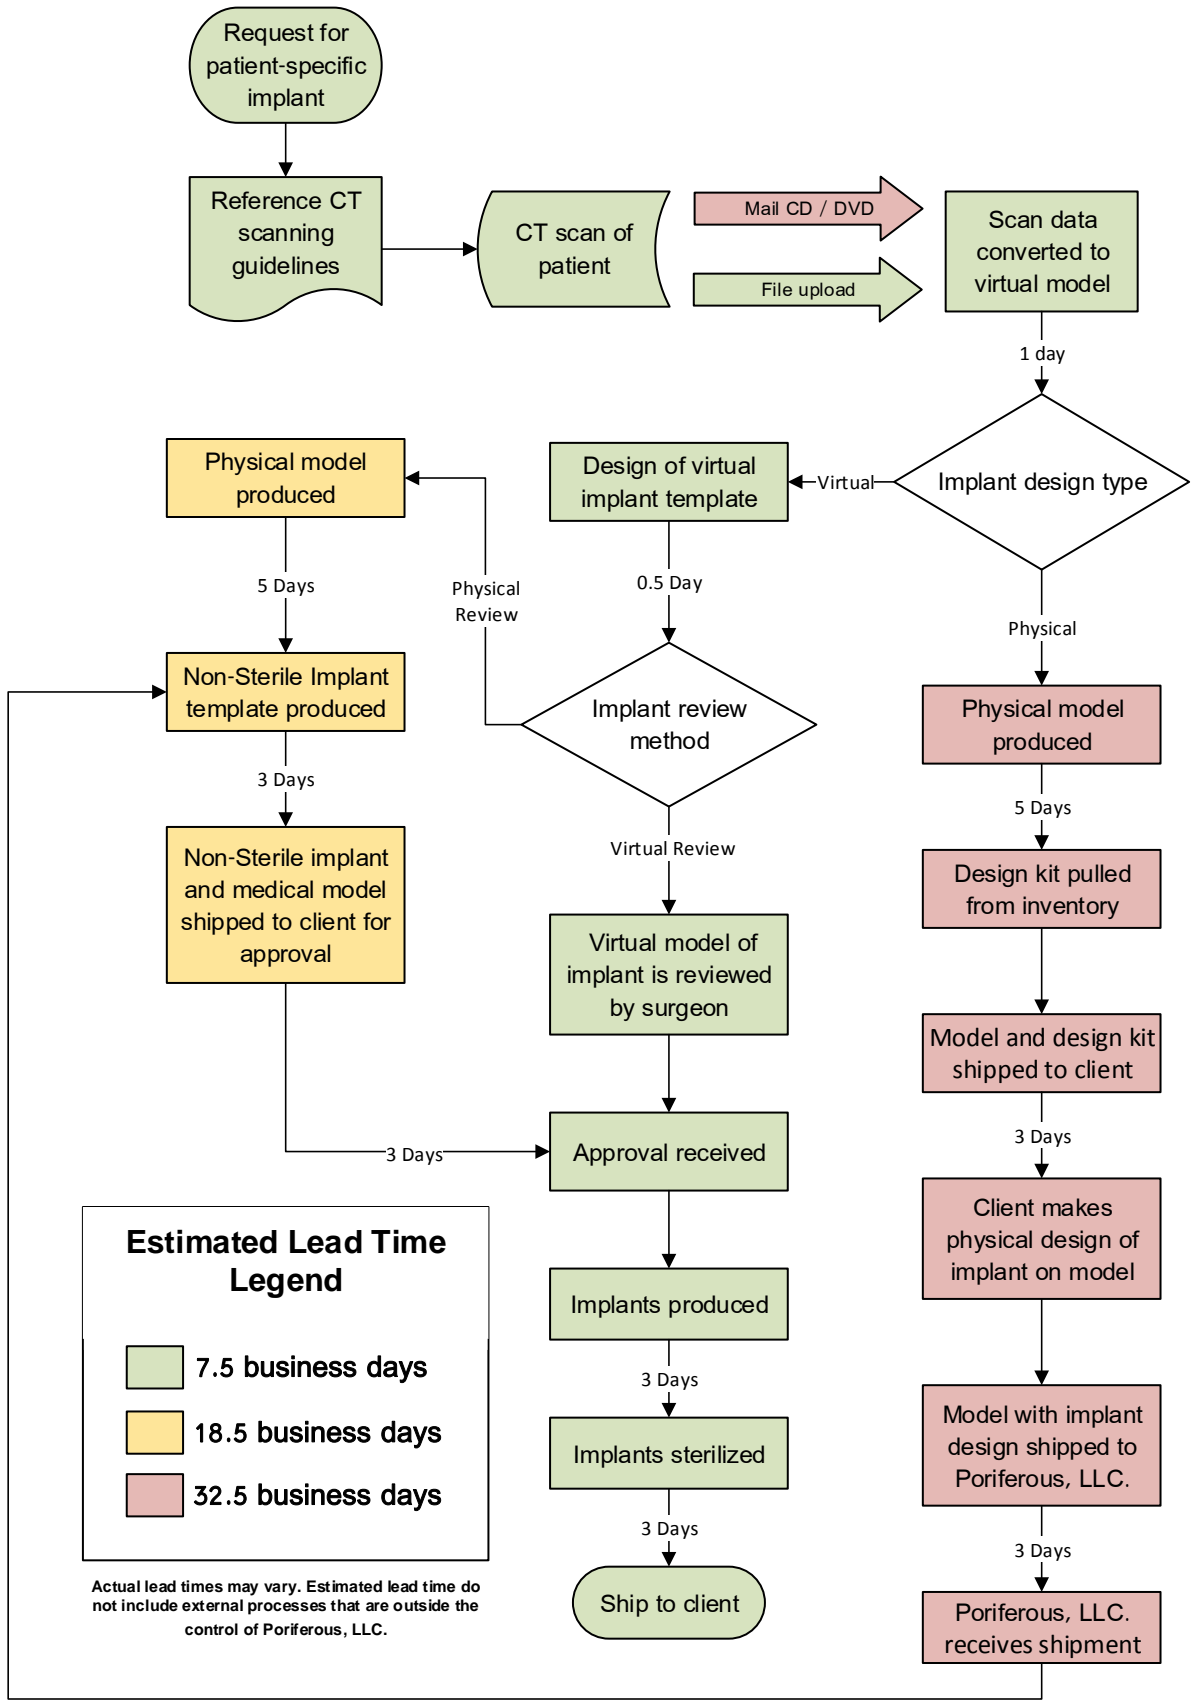 Request for
patient-specific
implant
Reference CT
scanning
guidelines
CT scan of
patient
Mail CD / DVD
File upload
Scan data
converted to
virtual model
1 day
Implant design type
Virtual
Design of virtual
implant template
Physical model
produced
5 Days
Physical
Review
0.5 Day
Physical
Non-Sterile Implant
template produced
Implant review
method
Physical model
produced
3 Days
5 Days
Non-Sterile implant
and medical model
shipped to client for
approval
Virtual Review
Design kit pulled
from inventory
Virtual model of
implant is reviewed
by surgeon
Model and design kit
shipped to client
3 Days
Approval received
3 Days
Client makes
physical design of
implant on model
Estimated Lead Time
Legend
7.5 business days
18.5 business days
32.5 business days
Implants produced
3 Days
Implants sterilized
3 Days
Ship to client
Model with implant
design shipped to
Poriferous, LLC.
3 Days
Poriferous, LLC.
receives shipment
Actual lead times may vary. Estimated lead time do
not include external processes that are outside the
control of Poriferous, LLC.